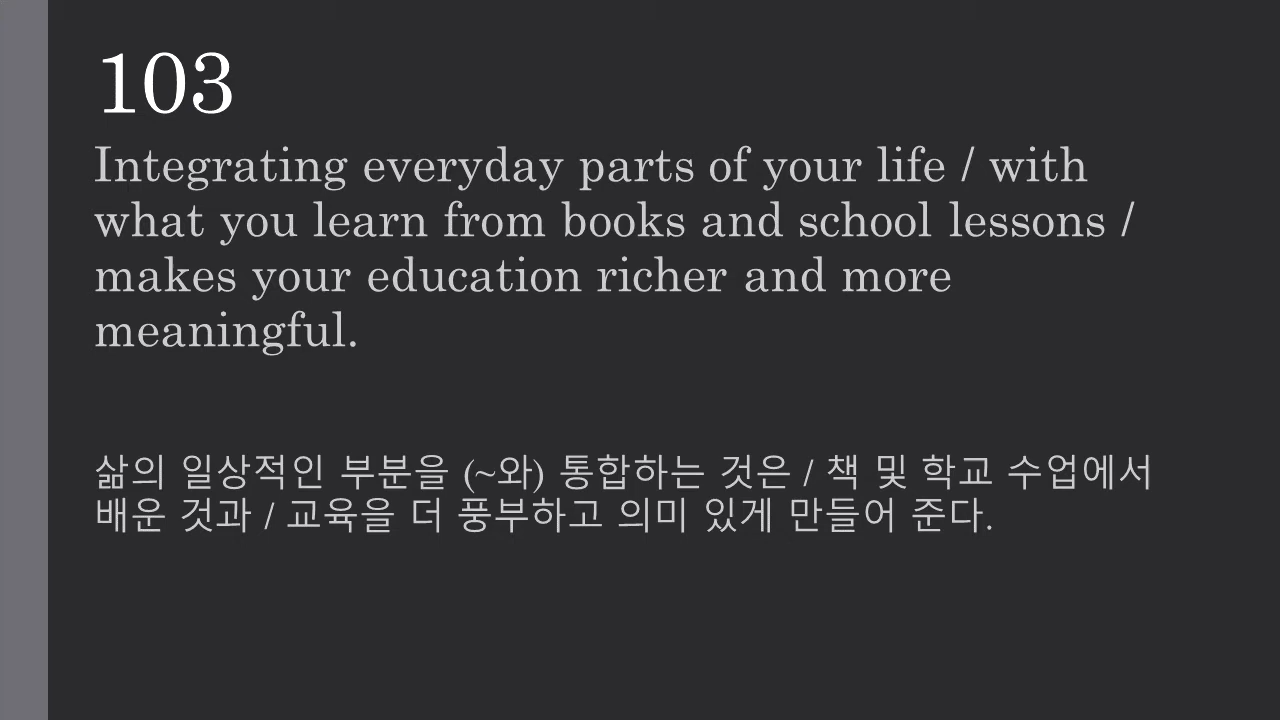 103
Integrating everyday parts of your life / with
what you learn from books and school lessons /
makes your education richer and more
meaningful.
삶의 일상적인 부분을 (~와) 통합하는 것은 / 책 및 학교 수업에서
배운 것과 / 교육을 더 풍부하고 의미 있게 만들어 준다.